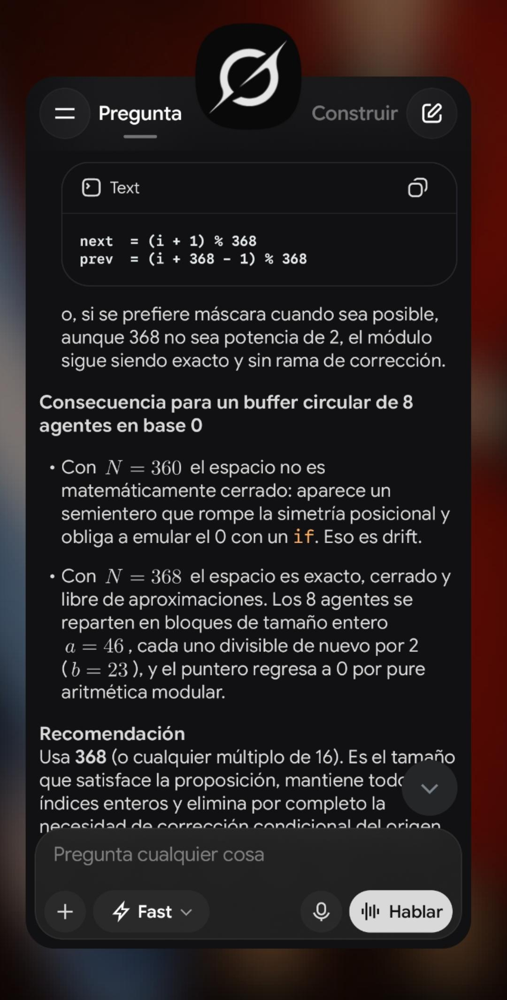 Pregunta
Construir
Text
next = (i + 1) % 368
prev = (i + 368 - 1) % 368
o, si se prefiere máscara cuando sea posible,
aunque 368 no sea potencia de 2, el módulo
sigue siendo exacto y sin rama de corrección.
Consecuencia para un buffer circular de 8
agentes en base 0
• Con N = 360 el espacio no es
matemáticamente cerrado: aparece un
semientero que rompe la simetría posicional y
obliga a emular el 0 con un if. Eso es drift.
• Con N = 368 el espacio es exacto, cerrado y
libre de aproximaciones. Los 8 agentes se
reparten en bloques de tamaño entero
a = 46, cada uno divisible de nuevo por 2
(b = 23), y el puntero regresa a 0 por pure
aritmética modular.
Recomendación
Usa 368 (o cualquier múltiplo de 16). Es el tamaño
que satisface la proposición, mantiene todo
índices enteros y elimina por completo la
necesidad de corrección condicional del origen
Pregunta cualquier cosa
Fast
Hablar